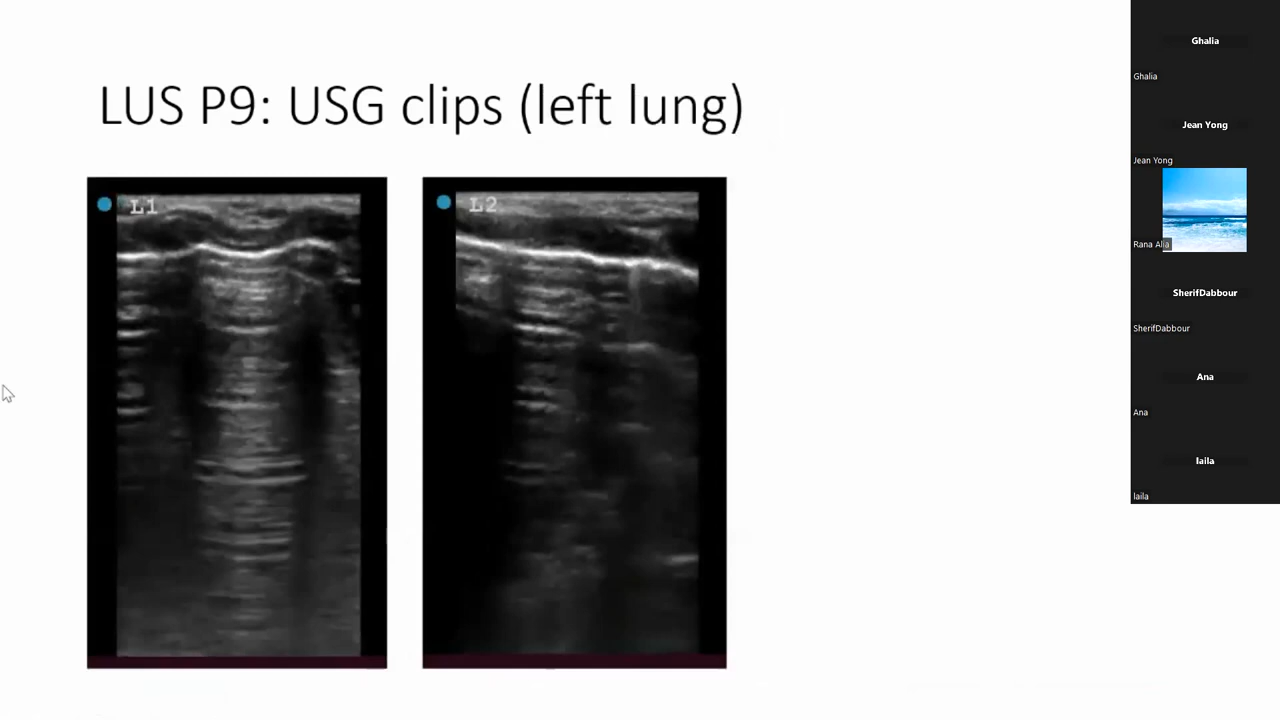 LUS P9: USG clips (left lung)
L1
L2
Ghalia
Ghalia
Jean Yong
Jean Yong
Rana Alia
SherifDabbour
SherifDabbour
Ana
Ana
laila
laila